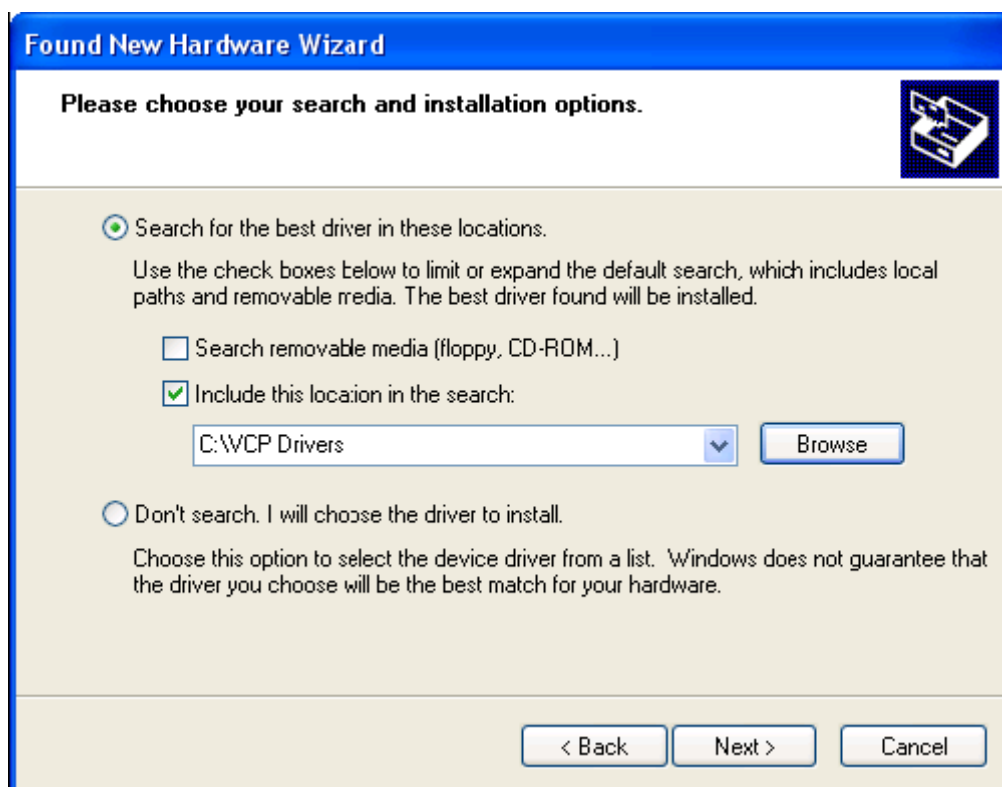 Found New Hardware Wizard
Please choose your search and installation options.
Search for the best driver in these locations.
Use the check boxes below to limit or expand the default search, which includes local
paths and removable media. The best driver found will be installed.
Search removable media (floppy, CD-ROM...)
Include this location in the search:
C:\VCP Drivers
Browse
Don't search. I will choose the driver to install.
Choose this option to select the device driver from a list. Windows does not guarantee that
the driver you choose will be the best match for your hardware.
< Back
Next >
Cancel